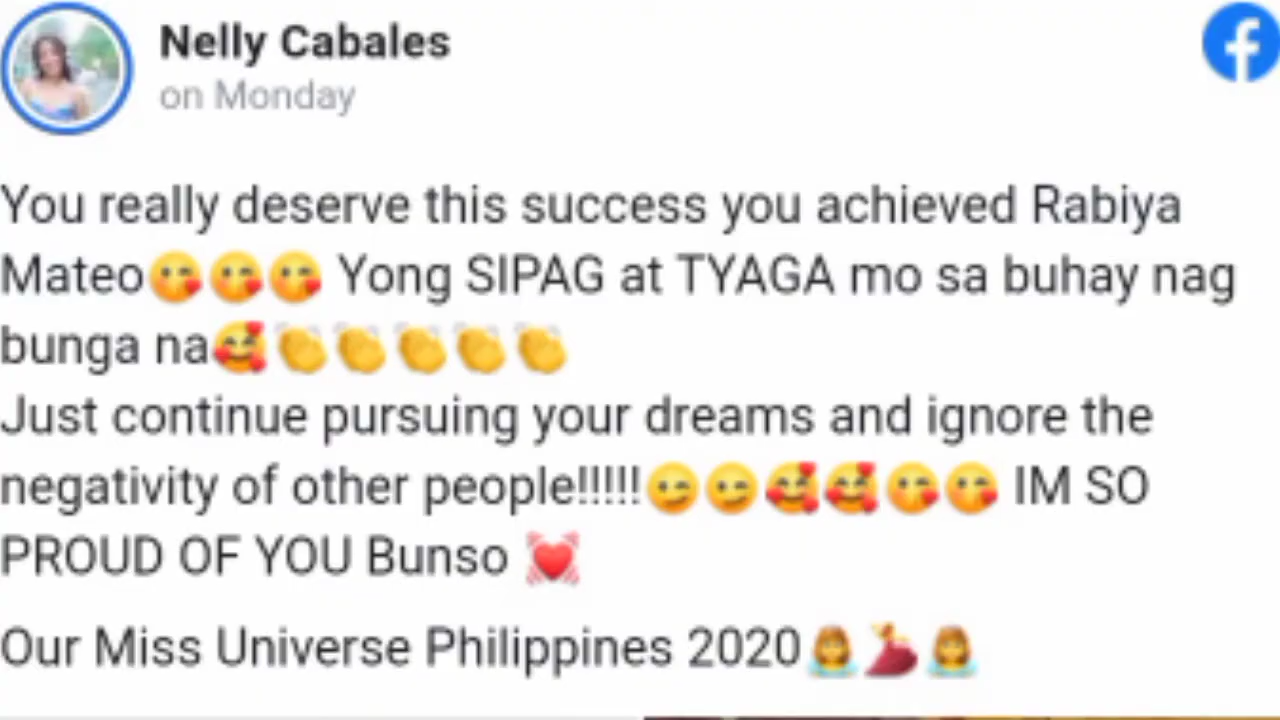 Nelly Cabales
on Monday
You really deserve this success you achieved Rabiya
Mateo😘😘😘 Yong SIPAG at TYAGA mo sa buhay nag
bunga na🥰👏👏👏👏👏
Just continue pursuing your dreams and ignore the
negativity of other people!!!!!😉😉🥰🥰😘😘 IM SO
PROUD OF YOU Bunso 💓
Our Miss Universe Philippines 2020👰💃👰